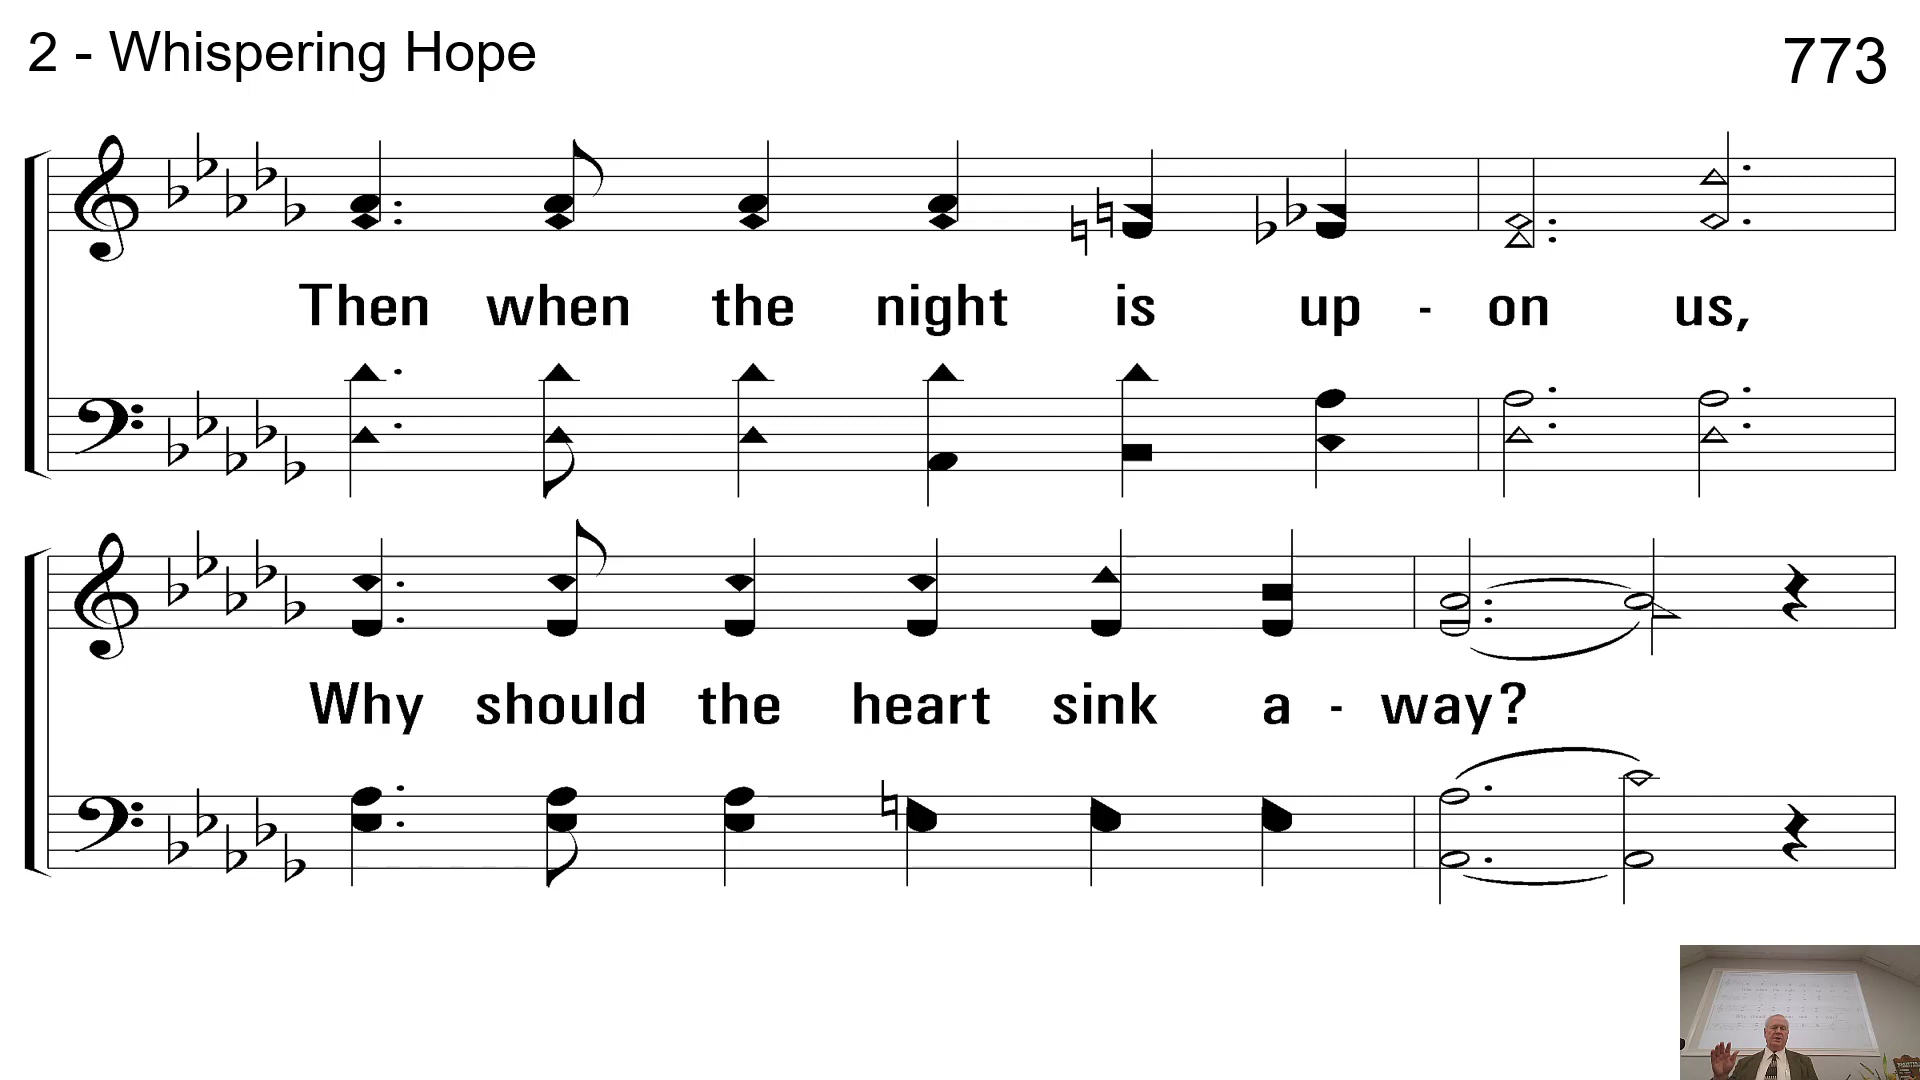 2 - Whispering Hope
773
Then when the night is up - on us,
Why should the heart sink a - way?